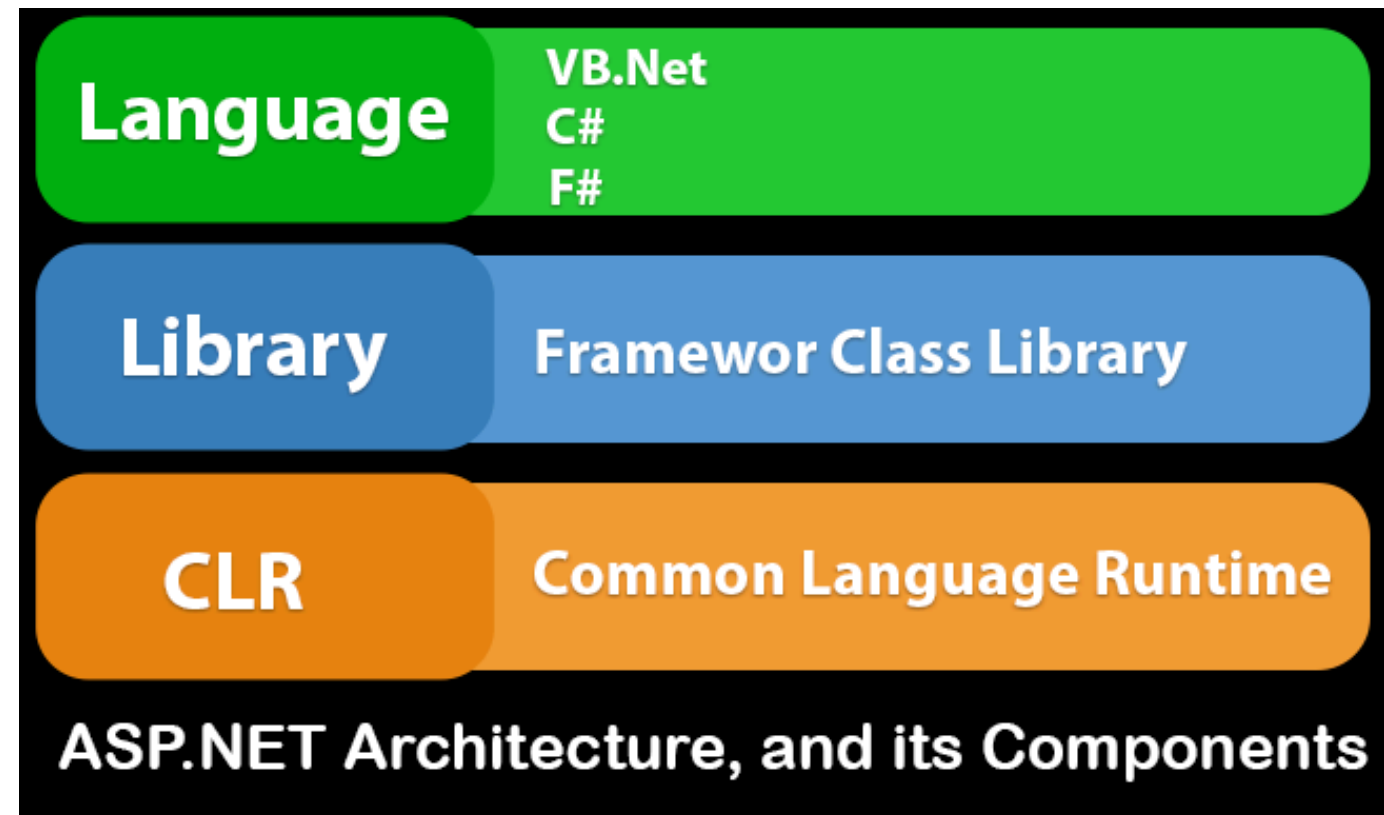 Language
VB.Net
C#
F#
Library
Framewor Class Library
CLR
Common Language Runtime
ASP.NET Architecture, and its Components